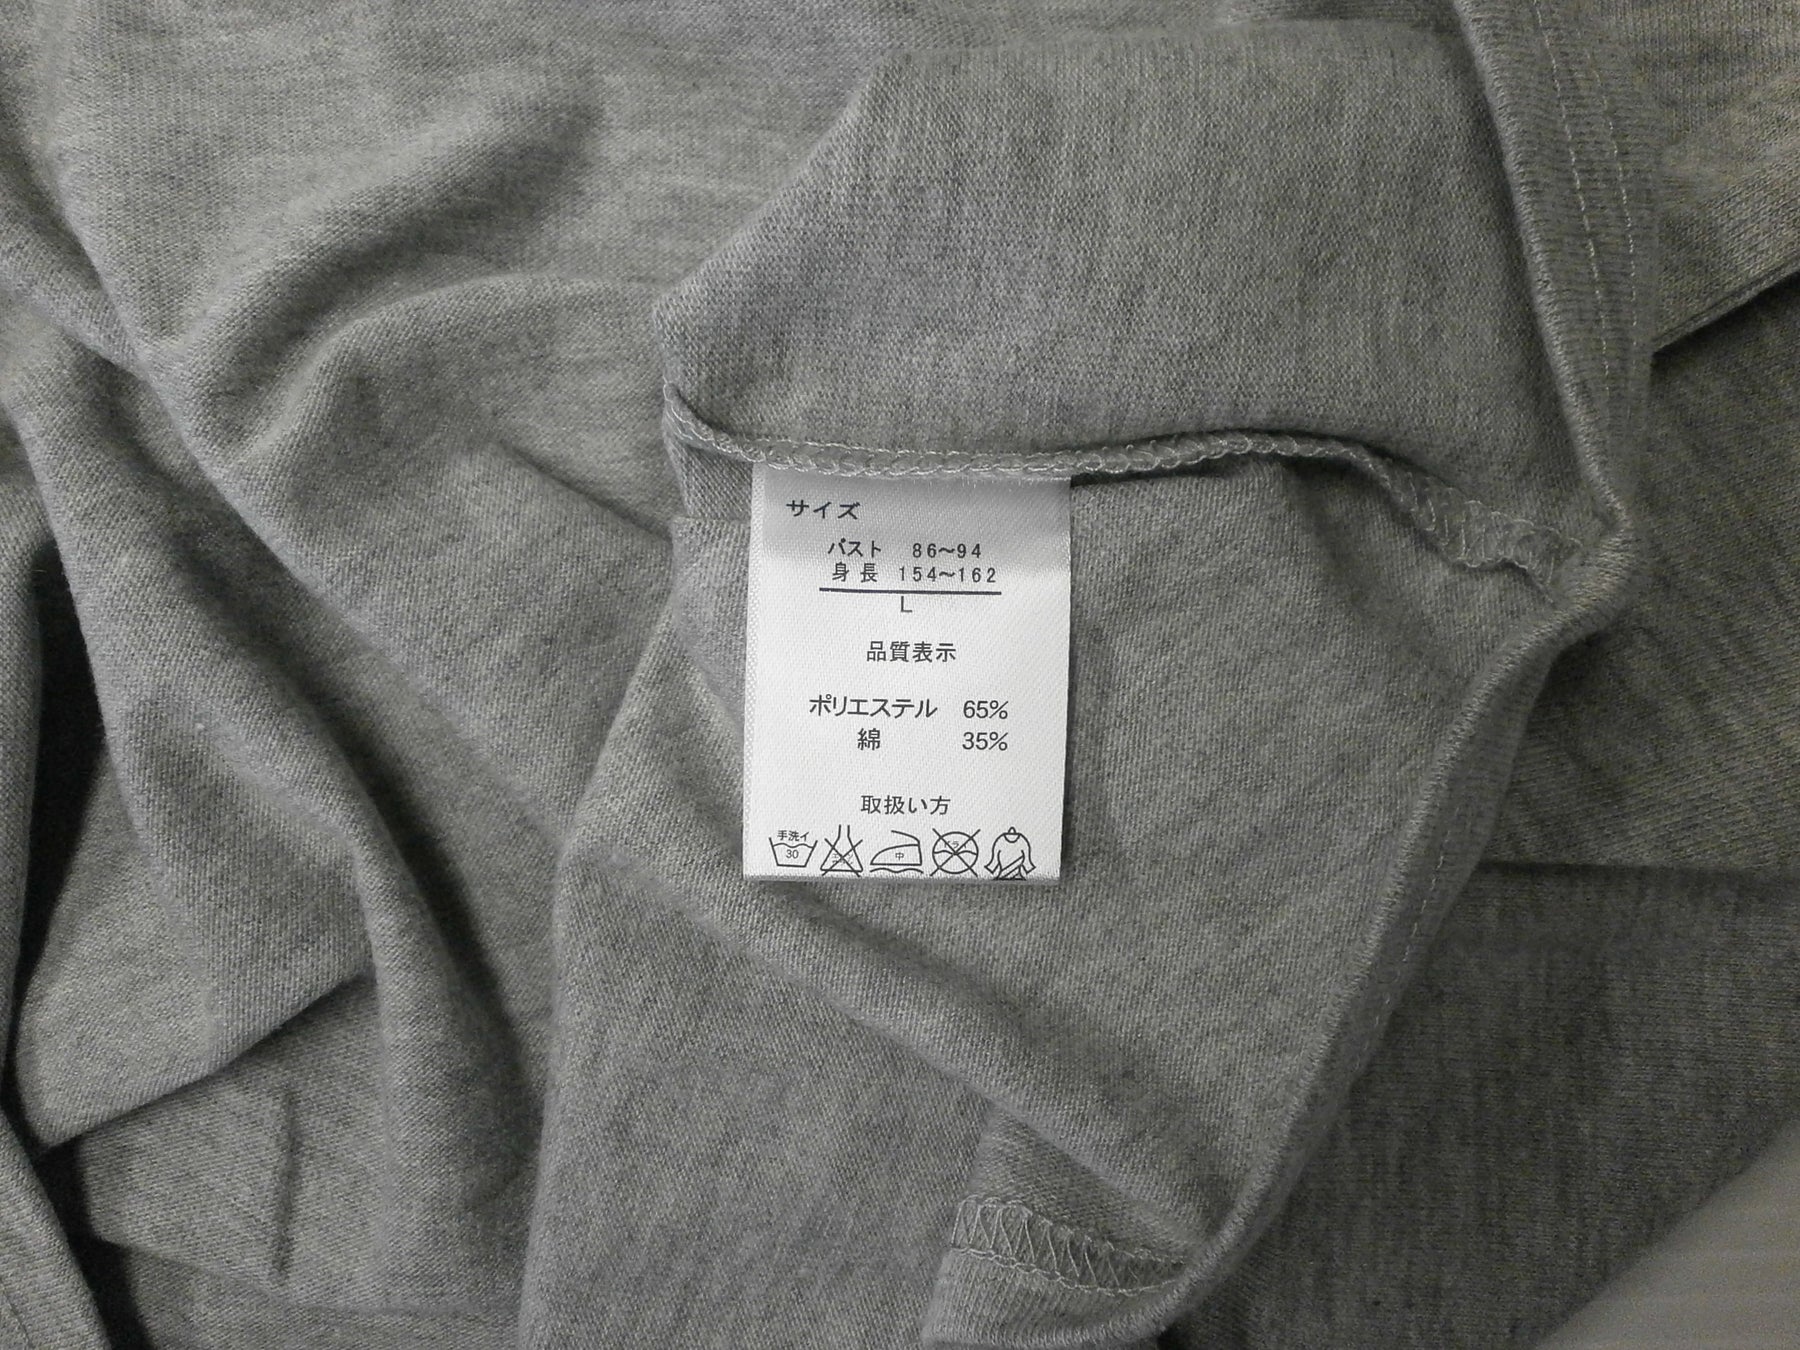 サイズ
バスト 86~94
身長 154~162
L
品質表示
ポリエステル 65%
綿 35%
取扱い方
手洗イ
30
中